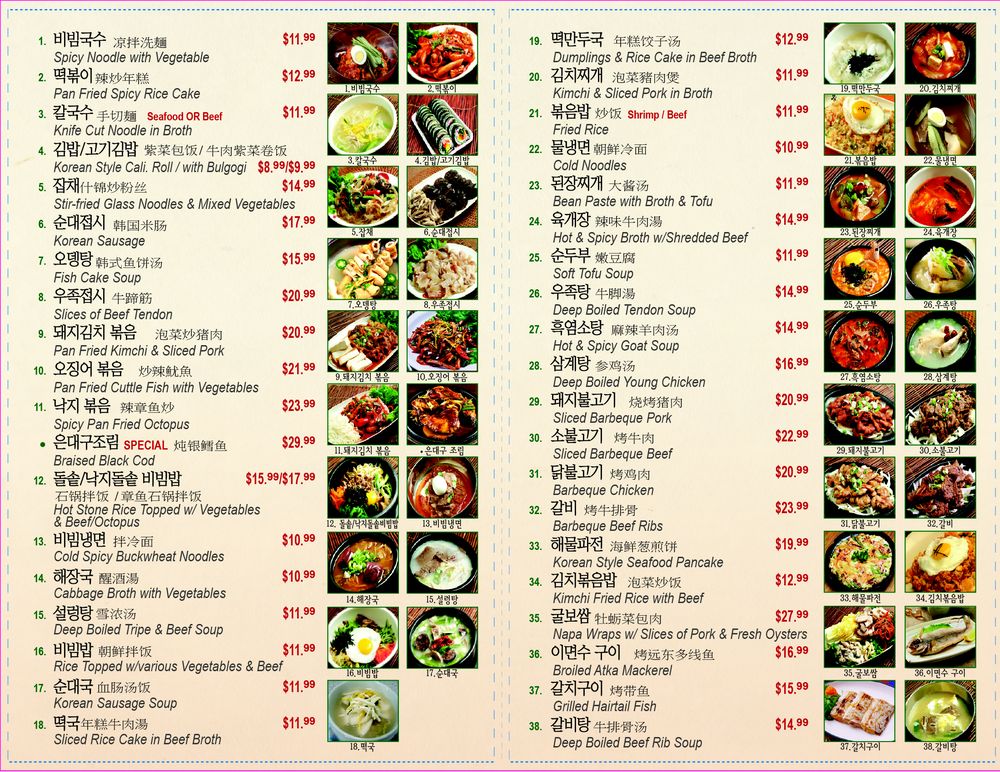 1. 비빔국수 凉拌洗麵 $11.99
Spicy Noodle with Vegetable
2. 떡볶이 辣炒年糕 $12.99
Pan Fried Spicy Rice Cake
3. 칼국수 手切麵 Seafood OR Beef $11.99
Knife Cut Noodle in Broth
4. 김밥/고기김밥 紫菜包饭/牛肉紫菜卷饭
Korean Style Cali. Roll / with Bulgogi $8.99/$9.99
5. 잡채 什锦炒粉丝 $14.99
Stir-fried Glass Noodles & Mixed Vegetables
6. 순대접시 韩国米肠 $17.99
Korean Sausage
7. 오뎅탕 韩式鱼饼汤 $15.99
Fish Cake Soup
8. 우족접시 牛蹄筋 $20.99
Slices of Beef Tendon
9. 돼지김치 볶음 泡菜炒猪肉 $20.99
Pan Fried Kimchi & Sliced Pork
10. 오징어 볶음 炒辣鱿魚 $21.99
Pan Fried Cuttle Fish with Vegetables
11. 낙지 볶음 辣章鱼炒 $23.99
Spicy Pan Fried Octopus
• 은대구조림 SPECIAL 炖银鳕鱼 $29.99
Braised Black Cod
12. 돌솥/낙지돌솥 비빔밥 $15.99/$17.99
石锅拌饭/章鱼石锅拌饭
Hot Stone Rice Topped w/ Vegetables
& Beef/Octopus
13. 비빔냉면 拌冷面 $10.99
Cold Spicy Buckwheat Noodles
14. 해장국 醒酒湯 $10.99
Cabbage Broth with Vegetables
15. 설렁탕 雪浓汤 $11.99
Deep Boiled Tripe & Beef Soup
16. 비빔밥 朝鲜拌饭 $11.99
Rice Topped w/various Vegetables & Beef
17. 순대국 血肠汤饭 $11.99
Korean Sausage Soup
18. 떡국 年糕牛肉湯 $11.99
Sliced Rice Cake in Beef Broth
1.비빔국수 2.떡볶이
3.칼국수 4.김밥/고기김밥
5.잡채 6.순대접시
7.오뎅탕 8.우족접시
9.돼지김치 볶음 10.오징어 볶음
11.돼지김치 볶음 •은대구 조림
12. 돌솥/낙지돌솥비빔밥 13.비빔냉면
14.해장국 15.설렁탕
16.비빔밥 17.순대국
18.떡국
19. 떡만두국 年糕饺子汤 $12.99
Dumplings & Rice Cake in Beef Broth
20. 김치찌개 泡菜豬肉煲 $11.99
Kimchi & Sliced Pork in Broth
21. 볶음밥 炒饭 Shrimp / Beef $11.99
Fried Rice
22. 물냉면 朝鲜冷面 $10.99
Cold Noodles
23. 된장찌개 大酱汤 $11.99
Bean Paste with Broth & Tofu
24. 육개장 辣味牛肉湯 $14.99
Hot & Spicy Broth w/Shredded Beef
25. 순두부 嫩豆腐 $11.99
Soft Tofu Soup
26. 우족탕 牛脚湯 $14.99
Deep Boiled Tendon Soup
27. 흑염소탕 麻辣羊肉汤 $14.99
Hot & Spicy Goat Soup
28. 삼계탕 参鸡汤 $16.99
Deep Boiled Young Chicken
29. 돼지불고기 烧烤猪肉 $20.99
Sliced Barbeque Pork
30. 소불고기 烤牛肉 $22.99
Sliced Barbeque Beef
31. 닭불고기 烤鸡肉 $20.99
Barbeque Chicken
32. 갈비 烤牛排骨 $23.99
Barbeque Beef Ribs
33. 해물파전 海鲜葱煎饼 $19.99
Korean Style Seafood Pancake
34. 김치볶음밥 泡菜炒饭 $12.99
Kimchi Fried Rice with Beef
35. 굴보쌈 牡蛎菜包肉 $27.99
Napa Wraps w/ Slices of Pork & Fresh Oysters
36. 이면수 구이 烤远东多线鱼 $16.99
Broiled Atka Mackerel
37. 갈치구이 烤带鱼 $15.99
Grilled Hairtail Fish
38. 갈비탕 牛排骨汤 $14.99
Deep Boiled Beef Rib Soup
19.떡만두국 20.김치찌개
21.볶음밥 22.물냉면
23.된장찌개 24.육개장
25.순두부 26.우족탕
27.흑염소탕 28.삼계탕
29.돼지불고기 30.소불고기
31.닭불고기 32.갈비
33.해물파전 34.김치볶음밥
35.굴보쌈 36.이면수 구이
37.갈치구이 38.갈비탕